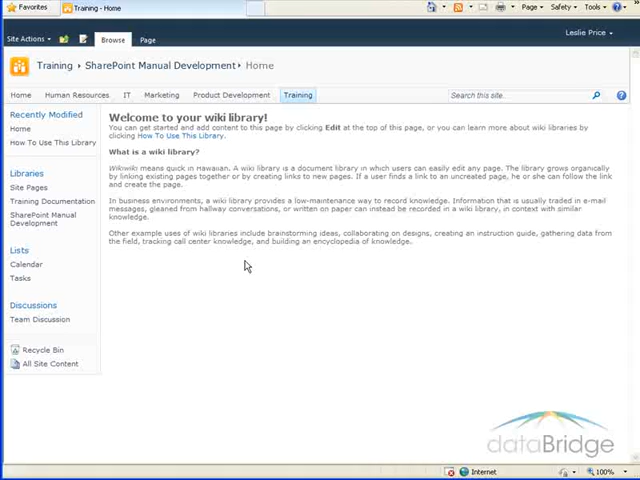 Favorites
Training - Home
Page
Safety
Tools
Site Actions
Browse
Page
Leslie Price
Training ▸ SharePoint Manual Development ▸ Home
Home
Human Resources
IT
Marketing
Product Development
Training
Search this site...
Recently Modified
Home
How To Use This Library
Libraries
Site Pages
Training Documentation
SharePoint Manual
Development
Lists
Calendar
Tasks
Discussions
Team Discussion
Recycle Bin
All Site Content
Welcome to your wiki library!
You can get started and add content to this page by clicking Edit at the top of this page, or you can learn more about wiki libraries by
clicking How To Use This Library.
What is a wiki library?
Wikiwiki means quick in Hawaiian. A wiki library is a document library in which users can easily edit any page. The library grows organically
by linking existing pages together or by creating links to new pages. If a user finds a link to an uncreated page, he or she can follow the link
and create the page.
In business environments, a wiki library provides a low-maintenance way to record knowledge. Information that is usually traded in e-mail
messages, gleaned from hallway conversations, or written on paper can instead be recorded in a wiki library, in context with similar
knowledge.
Other example uses of wiki libraries include brainstorming ideas, collaborating on designs, creating an instruction guide, gathering data from
the field, tracking call center knowledge, and building an encyclopedia of knowledge.
dataBridge
Internet
100%